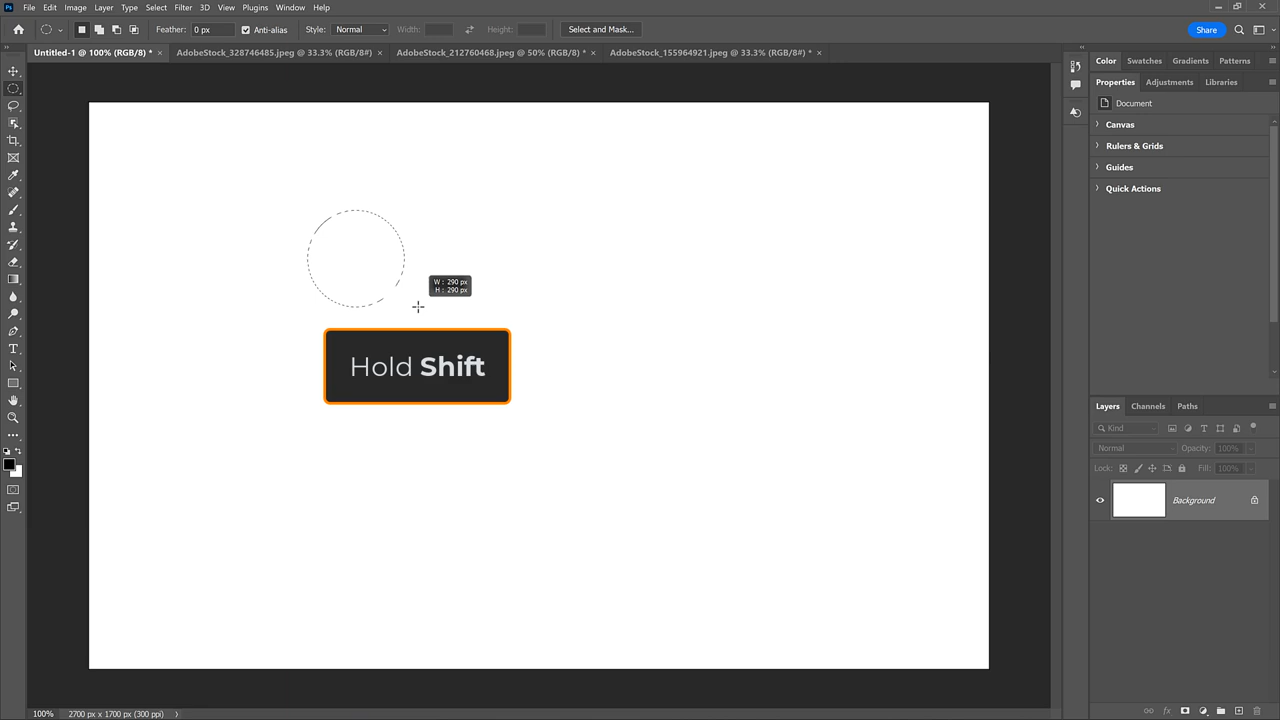 Ps File Edit Image Layer Type Select Filter 3D View Plugins Window Help
Feather: 0 px Anti-alias Style: Normal Width: Height: Select and Mask... Share
Untitled-1 @ 100% (RGB/8) * × AdobeStock_328746485.jpeg @ 33.3% (RGB/8#) × AdobeStock_212760468.jpeg @ 50% (RGB/8) * × AdobeStock_155964921.jpeg @ 33.3% (RGB/8#) * ×
Color Swatches Gradients Patterns
Properties Adjustments Libraries
Document
Canvas
Rulers & Grids
Guides
Quick Actions
W : 290 px
H : 290 px
Hold Shift
Layers Channels Paths
Kind
Normal Opacity: 100%
Lock: Fill: 100%
Background
100% 2700 px x 1700 px (300 ppi)